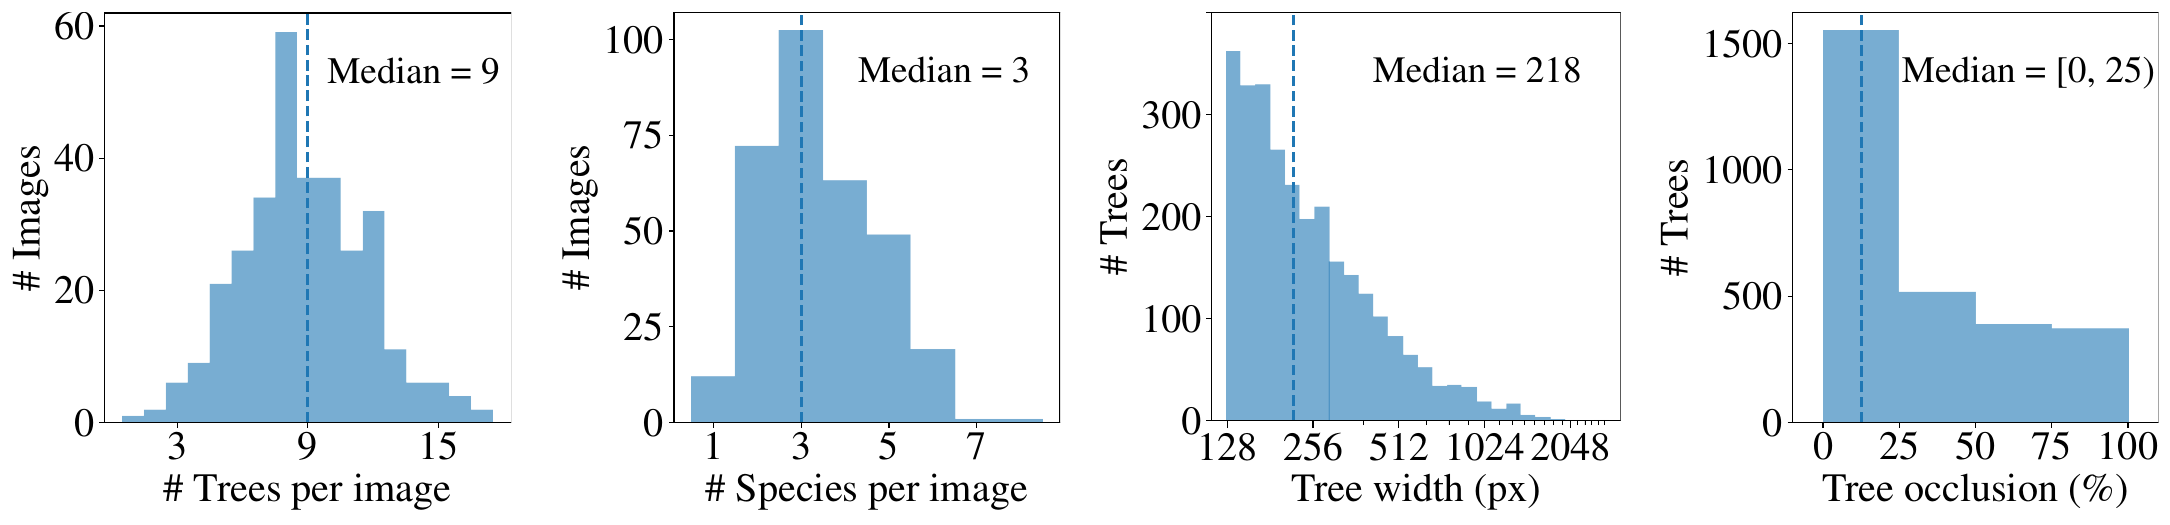 # Images
60
40
20
0
Median = 9
3
9
15
# Trees per image
# Images
100
75
50
25
0
Median = 3
1
3
5
7
# Species per image
# Trees
300
200
100
0
Median = 218
128
256
512
1024
2048
Tree width (px)
# Trees
1500
1000
500
0
Median = [0, 25)
0
25
50
75
100
Tree occlusion (%)